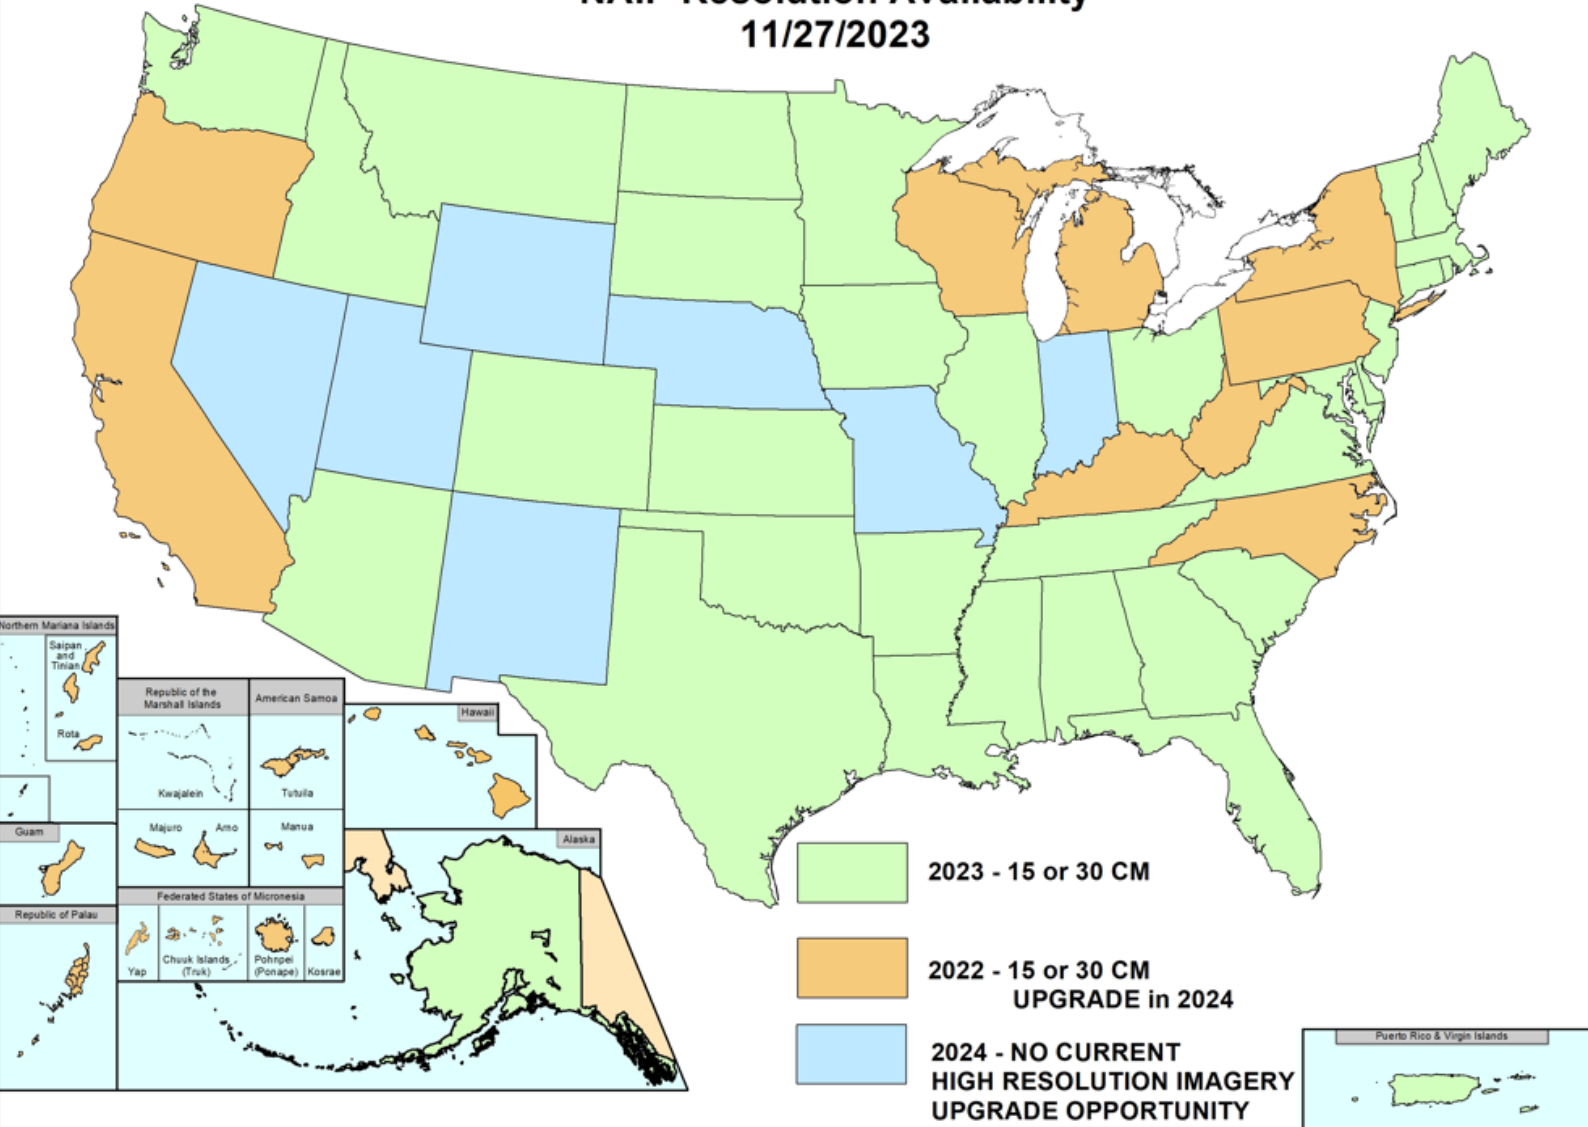 NAIP Resolution Availability
11/27/2023
Northern Mariana Islands
Saipan
and
Tinian
Rota
Republic of the
Marshall Islands
American Samoa
Hawaii
Kwajalein
Tutuila
Guam
Majuro
Arno
Manua
Alaska
Federated States of Micronesia
Republic of Palau
Yap
Chuuk Islands
(Truk)
Pohnpei
(Ponape)
Kosrae
2023 - 15 or 30 CM
2022 - 15 or 30 CM
UPGRADE in 2024
2024 - NO CURRENT
HIGH RESOLUTION IMAGERY
UPGRADE OPPORTUNITY
Puerto Rico & Virgin Islands